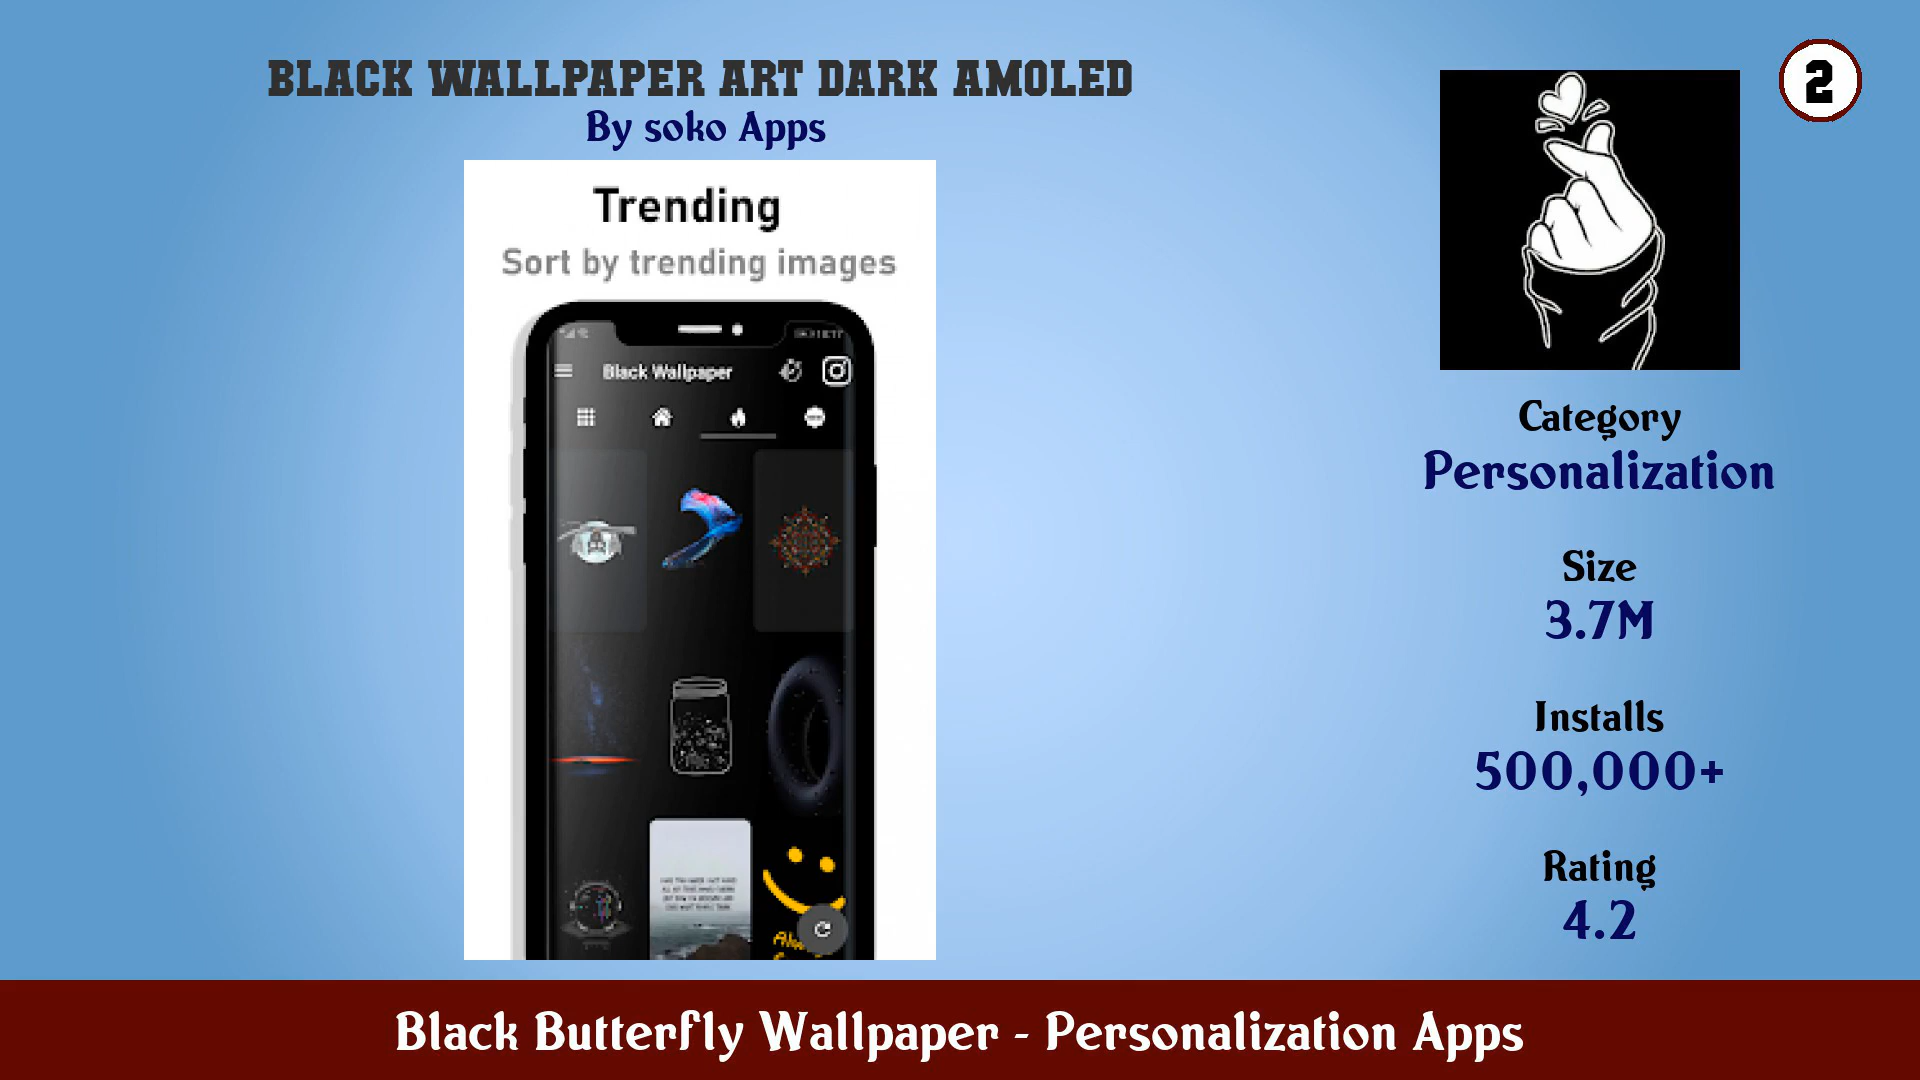 BLACK WALLPAPER ART DARK AMOLED
By soko Apps
2
Trending
Sort by trending images
Black Wallpaper
Category
Personalization
Size
3.7M
Installs
500,000+
Rating
4.2
Black Butterfly Wallpaper - Personalization Apps